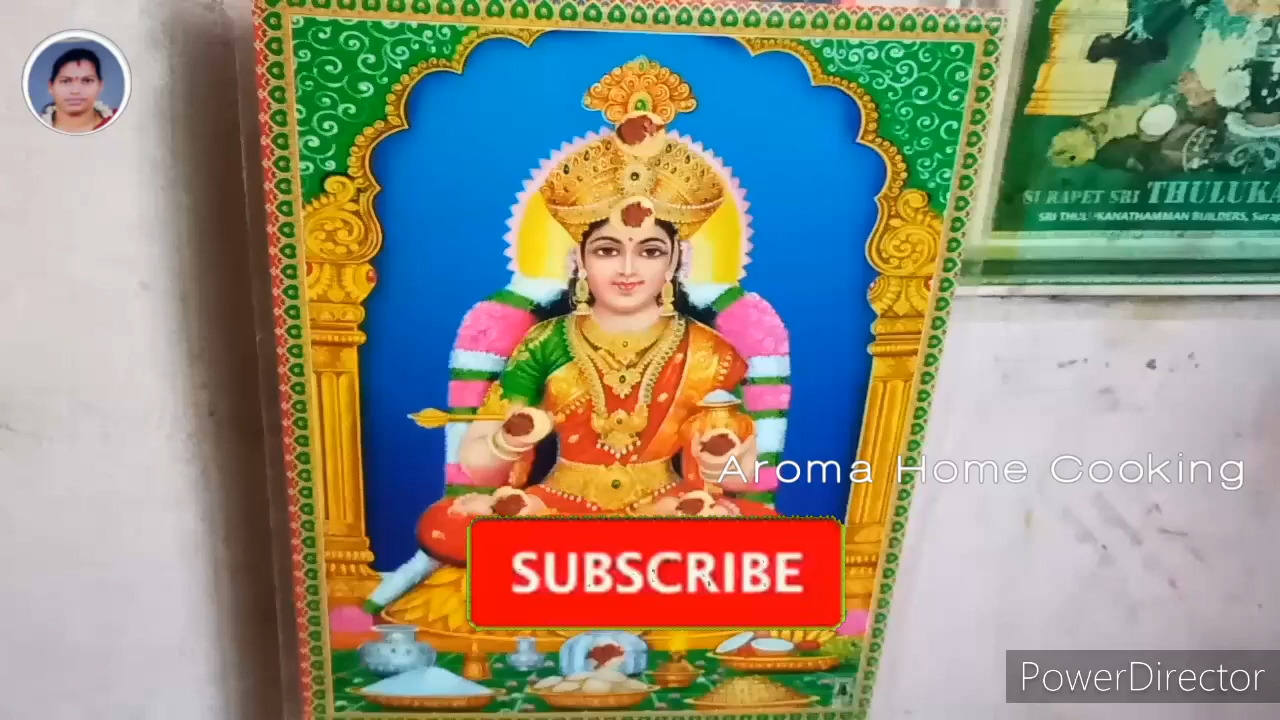 SURAPET SRI THULUKA
SRI THULUKANATHAMMAN BUILDERS, Surap
Aroma Home Cooking
SUBSCRIBE
PowerDirector